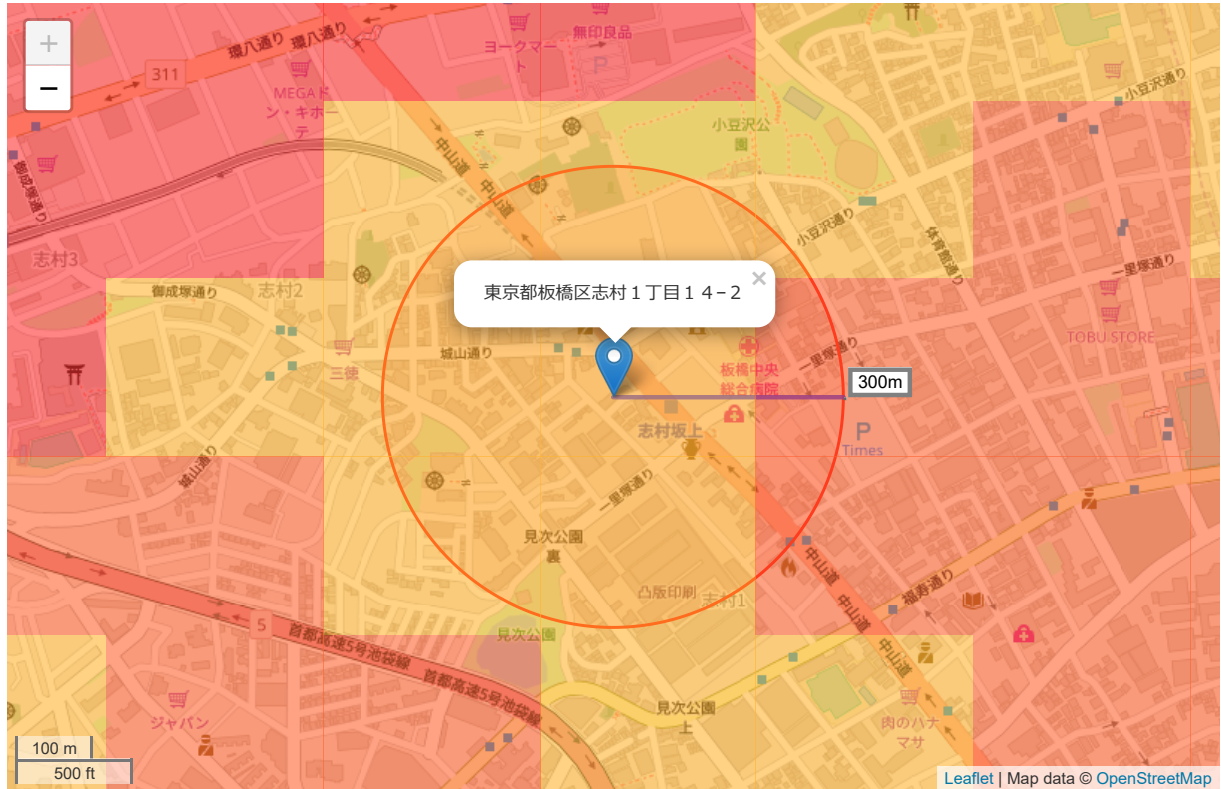 +
−
311
環八通り
環八通り
ヨークマー
ト
無印良品
P
MEGAド
ン・キホー
テ
小豆沢通り
小豆沢公
園
中山道
中山道
御成塚通り
小豆沢通り
体育館通り
志村3
一里塚通り
志村2
御成塚通り
東京都板橋区志村１丁目１４−２
×
TOBU STORE
城山通り
一里塚通り
三徳
板橋中央
総合病院
300m
志村坂上
P
Times
城山通り
一里塚通り
見次公園
裏
中山道
凸版印刷
志村1
福寿通り
中山道
5
首都高速5号池袋線
見次公園
中山道
首都高速5号池袋線
見次公園
上
ジャパン
肉のハナ
マサ
100 m
500 ft
Leaflet | Map data © OpenStreetMap